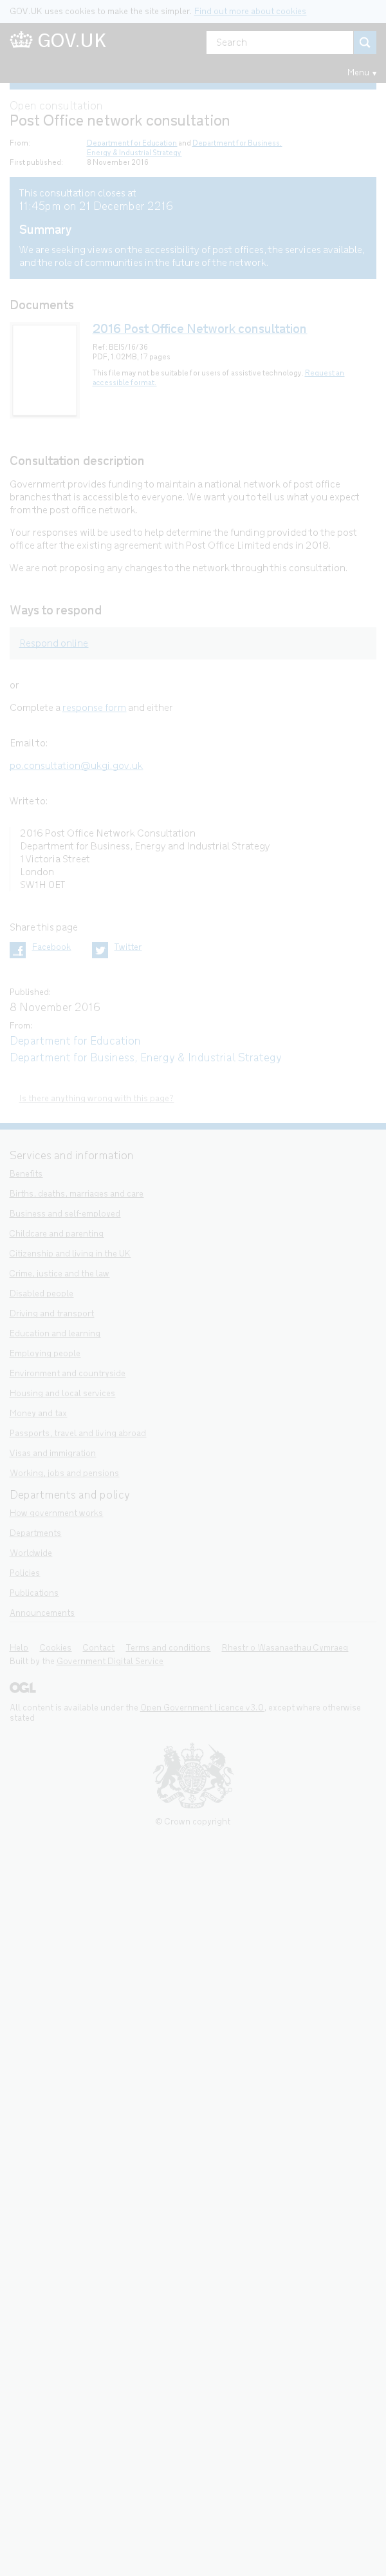 GOV.UK uses cookies to make the site simpler. Find out more about cookies
GOV.UK
Search
Menu
Open consultation
Post Office network consultation
From: Department for Education and Department for Business,
Energy & Industrial Strategy
First published: 8 November 2016
This consultation closes at
11:45pm on 21 December 2216
Summary
We are seeking views on the accessibility of post offices, the services available,
and the role of communities in the future of the network.
Documents
2016 Post Office Network consultation
Ref: BEIS/16/36
PDF, 1.02MB, 17 pages
This file may not be suitable for users of assistive technology. Request an
accessible format.
Consultation description
Government provides funding to maintain a national network of post office
branches that is accessible to everyone. We want you to tell us what you expect
from the post office network.
Your responses will be used to help determine the funding provided to the post
office after the existing agreement with Post Office Limited ends in 2018.
We are not proposing any changes to the network through this consultation.
Ways to respond
Respond online
or
Complete a response form and either
Email to:
po.consultation@ukgi.gov.uk
Write to:
2016 Post Office Network Consultation
Department for Business, Energy and Industrial Strategy
1 Victoria Street
London
SW1H 0ET
Share this page
Facebook Twitter
Published:
8 November 2016
From:
Department for Education
Department for Business, Energy & Industrial Strategy
Is there anything wrong with this page?
Services and information
Benefits
Births, deaths, marriages and care
Business and self-employed
Childcare and parenting
Citizenship and living in the UK
Crime, justice and the law
Disabled people
Driving and transport
Education and learning
Employing people
Environment and countryside
Housing and local services
Money and tax
Passports, travel and living abroad
Visas and immigration
Working, jobs and pensions
Departments and policy
How government works
Departments
Worldwide
Policies
Publications
Announcements
Help Cookies Contact Terms and conditions Rhestr o Wasanaethau Cymraeg
Built by the Government Digital Service
OGL
All content is available under the Open Government Licence v3.0, except where otherwise
stated
© Crown copyright